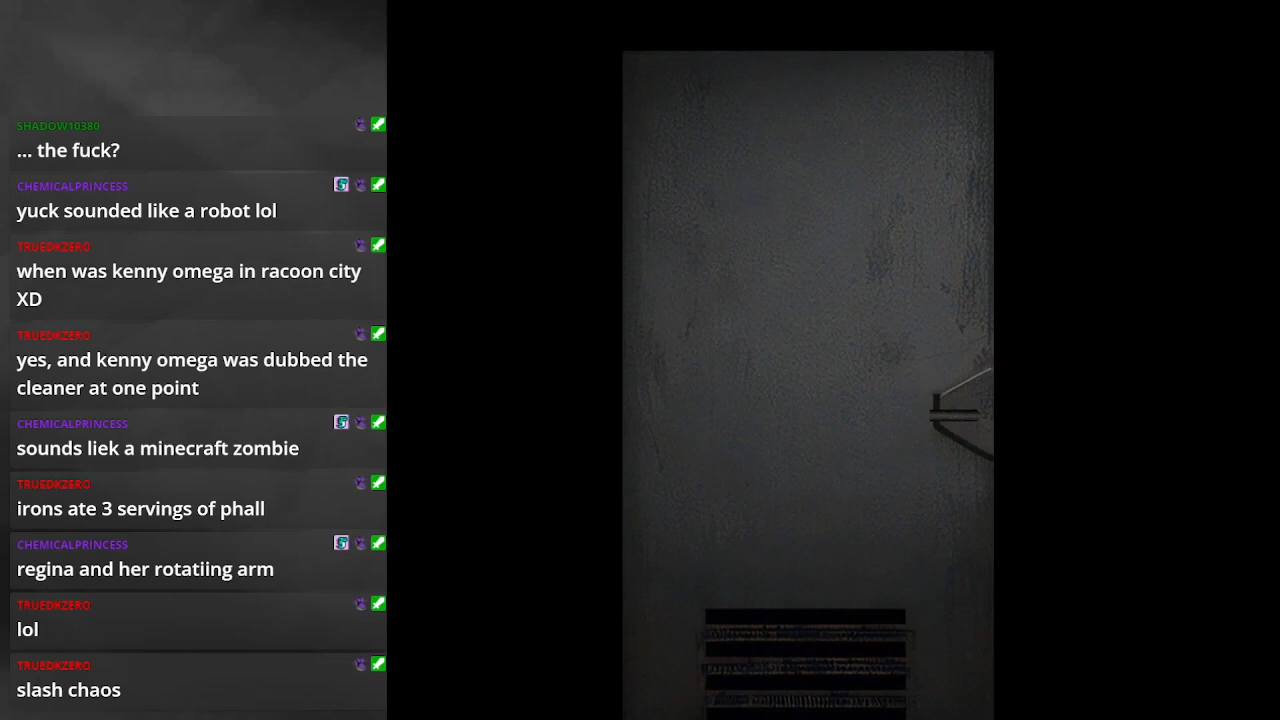 SHADOW10380
... the fuck?
CHEMICALPRINCESS
yuck sounded like a robot lol
TRUEDKZERO
when was kenny omega in racoon city
XD
TRUEDKZERO
yes, and kenny omega was dubbed the
cleaner at one point
CHEMICALPRINCESS
sounds liek a minecraft zombie
TRUEDKZERO
irons ate 3 servings of phall
CHEMICALPRINCESS
regina and her rotatiing arm
TRUEDKZERO
lol
TRUEDKZERO
slash chaos